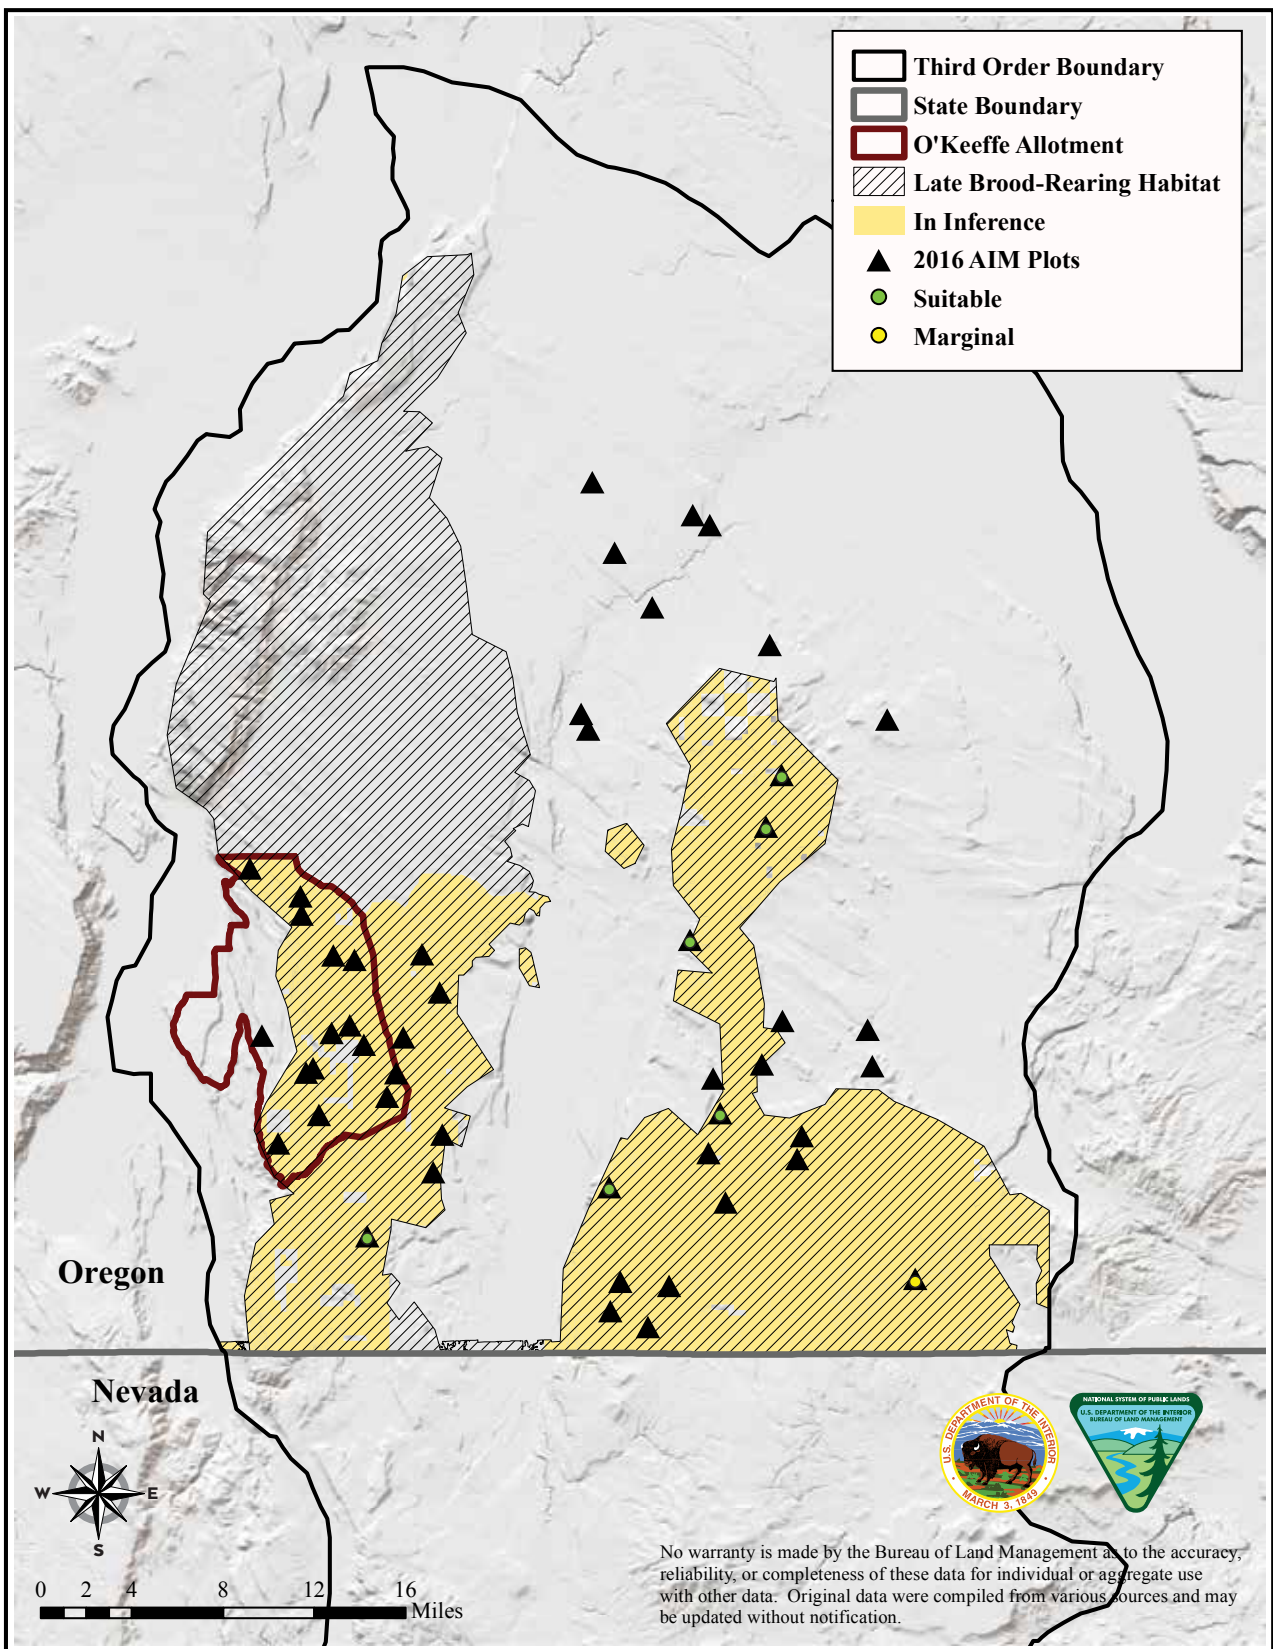 Third Order Boundary
State Boundary
O'Keeffe Allotment
Late Brood-Rearing Habitat
In Inference
2016 AIM Plots
Suitable
Marginal
Oregon
Nevada
N
W E
S
0 2 4 8 12 16
Miles
U.S. DEPARTMENT OF THE INTERIOR
MARCH 3, 1849
NATIONAL SYSTEM OF PUBLIC LANDS
U.S. DEPARTMENT OF THE INTERIOR
BUREAU OF LAND MANAGEMENT
No warranty is made by the Bureau of Land Management as to the accuracy,
reliability, or completeness of these data for individual or aggregate use
with other data. Original data were compiled from various sources and may
be updated without notification.